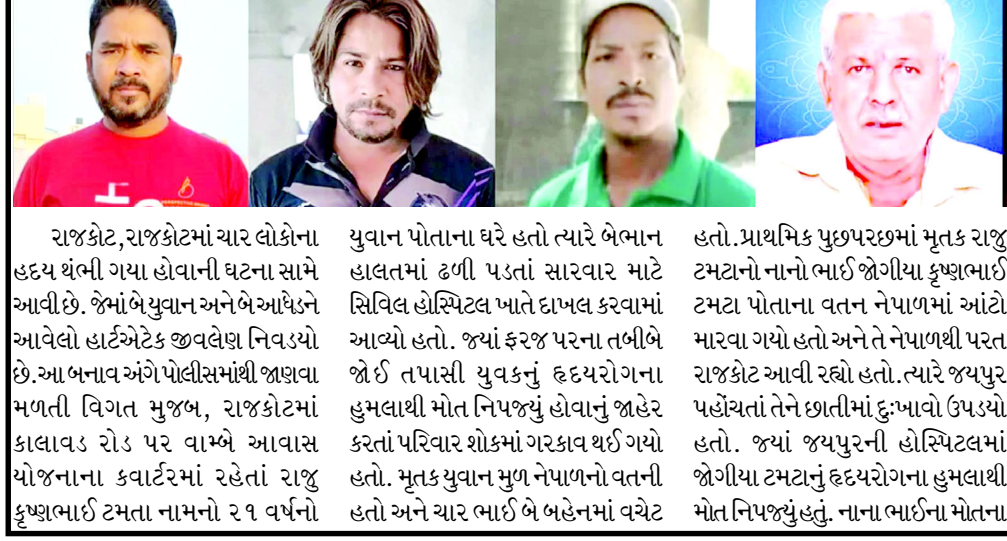 રાજકોટ,રાજકોટમાં ચાર લોકોના
હદય થંભી ગયા હોવાની ઘટના સામે
આવી છે. જેમાં બે યુવાન અને બે આધેડને
આવેલો હાર્ટએટેક જીવલેણ નિવડયો
છે.આ બનાવ અંગે પોલીસમાંથી જાણવા
મળતી વિગત મુજબ, રાજકોટમાં
કાલાવડ રોડ પર વામ્બે આવાસ
યોજનાના કવાર્ટરમાં રહેતાં રાજુ
કૃષ્ણભાઈ ટમતા નામનો ૨૧ વર્ષનો
યુવાન પોતાના ઘરે હતો ત્યારે બેભાન
હાલતમાં ઢળી પડતાં સારવાર માટે
સિવિલ હોસ્પિટલ ખાતે દાખલ કરવામાં
આવ્યો હતો. જ્યાં ફરજ પરના તબીબે
જોઈ તપાસી યુવકનું હૃદયરોગના
હુમલાથી મોત નિપજ્યું હોવાનું જાહેર
કરતાં પરિવાર શોકમાં ગરકાવ થઈ ગયો
હતો. મૃતક યુવાન મુળ નેપાળનો વતની
હતો અને ચાર ભાઈ બે બહેનમાં વચેટ
હતો.પ્રાથમિક પુછપરછમાં મૃતક રાજુ
ટમટાનો નાનો ભાઈ જોગીયા કૃષ્ણભાઈ
ટમટા પોતાના વતન નેપાળમાં આંટો
મારવા ગયો હતો અને તે નેપાળથી પરત
રાજકોટ આવી રહ્યો હતો.ત્યારે જયપુર
પહોંચતાં તેને છાતીમાં દુઃખાવો ઉપડયો
હતો. જયાં જયપુરની હોસ્પિટલમાં
જોગીયા ટમટાનું હૃદયરોગના હુમલાથી
મોત નિપજ્યું હતું. નાના ભાઈના મોતના